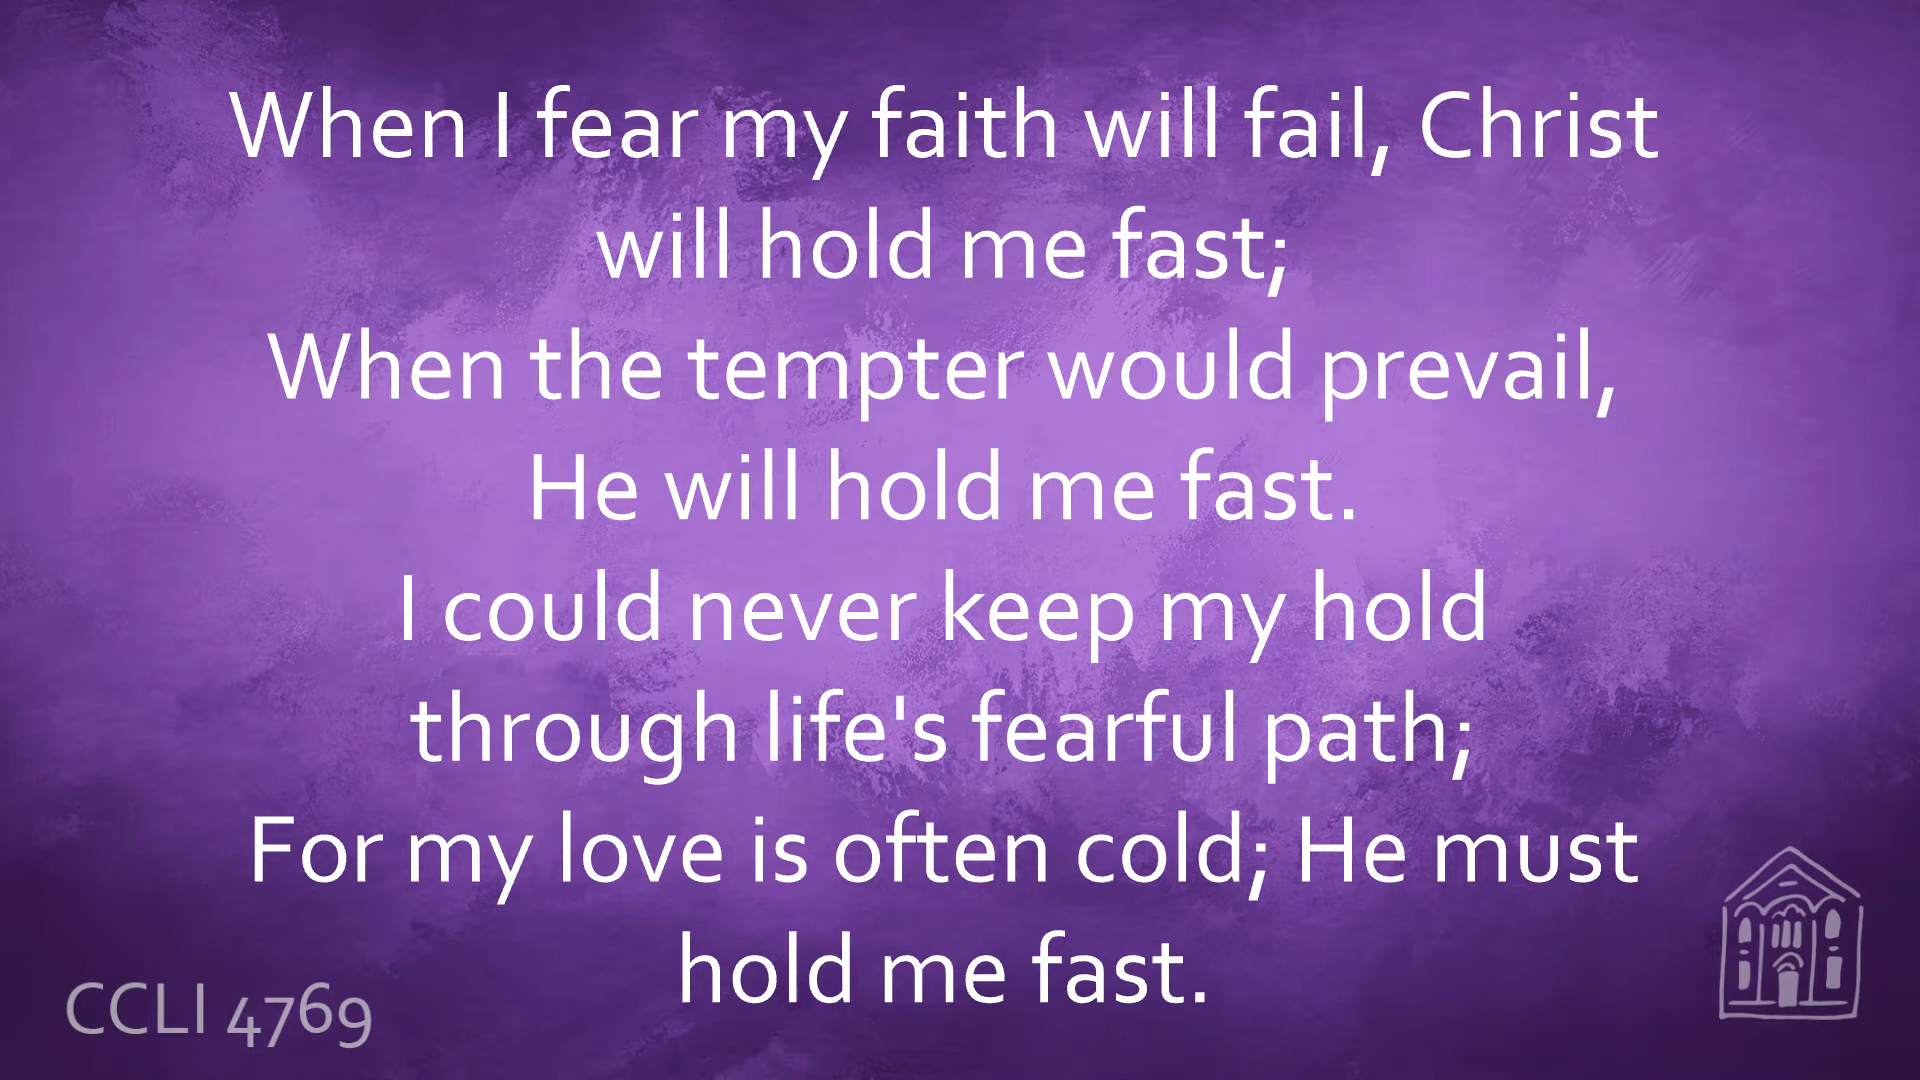 When I fear my faith will fail, Christ
will hold me fast;
When the tempter would prevail,
He will hold me fast.
I could never keep my hold
through life's fearful path;
For my love is often cold; He must
hold me fast.
CCLI 4769